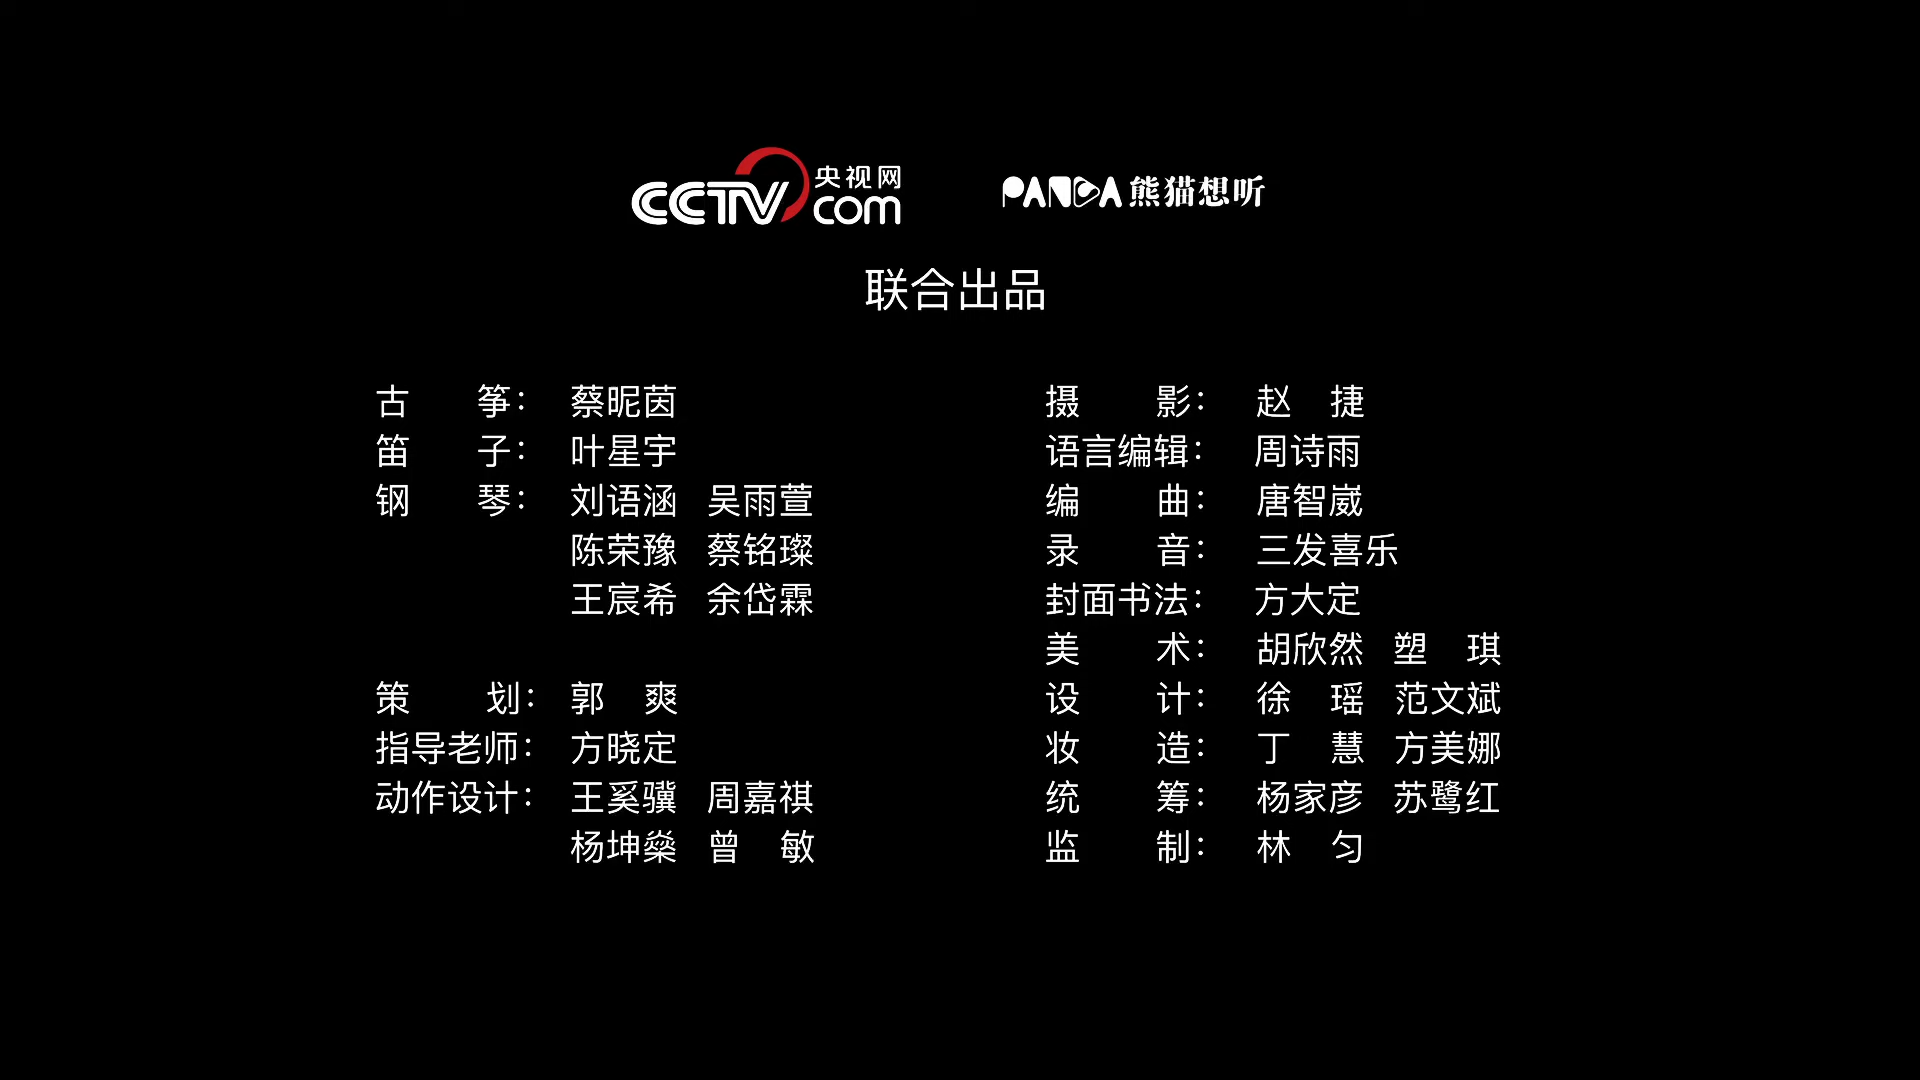 CCTV 央视网
com
PANDA 熊猫想听
联合出品
古筝：蔡昵茵
笛子：叶星宇
钢琴：刘语涵 吴雨萱
陈荣豫 蔡铭璨
王宸希 余岱霖
策划：郭爽
指导老师：方晓定
动作设计：王奚骥 周嘉祺
杨坤燊 曾敏
摄影：赵捷
语言编辑：周诗雨
编曲：唐智崴
录音：三发喜乐
封面书法：方大定
美术：胡欣然 塑琪
设计：徐瑶 范文斌
妆造：丁慧 方美娜
统筹：杨家彦 苏鹭红
监制：林匀